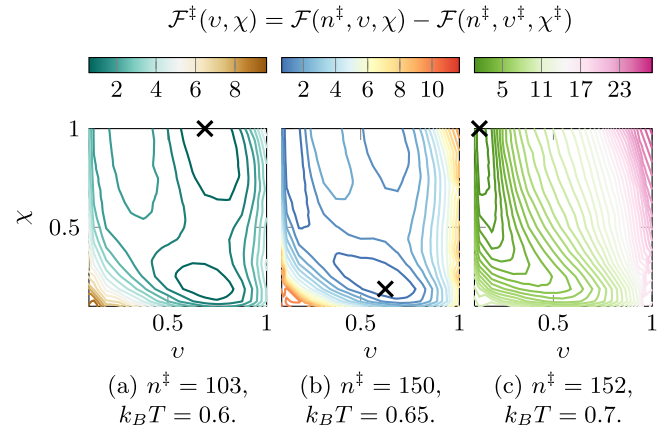 𝓕‡(υ, χ) = 𝓕(n‡, υ, χ) − 𝓕(n‡, υ‡, χ‡)
2 4 6 8 2 4 6 8 10 5 11 17 23
1
χ 0.5
0.5 1 0.5 1 0.5 1
υ υ υ
(a) n‡ = 103, (b) n‡ = 150, (c) n‡ = 152,
k_BT = 0.6. k_BT = 0.65. k_BT = 0.7.